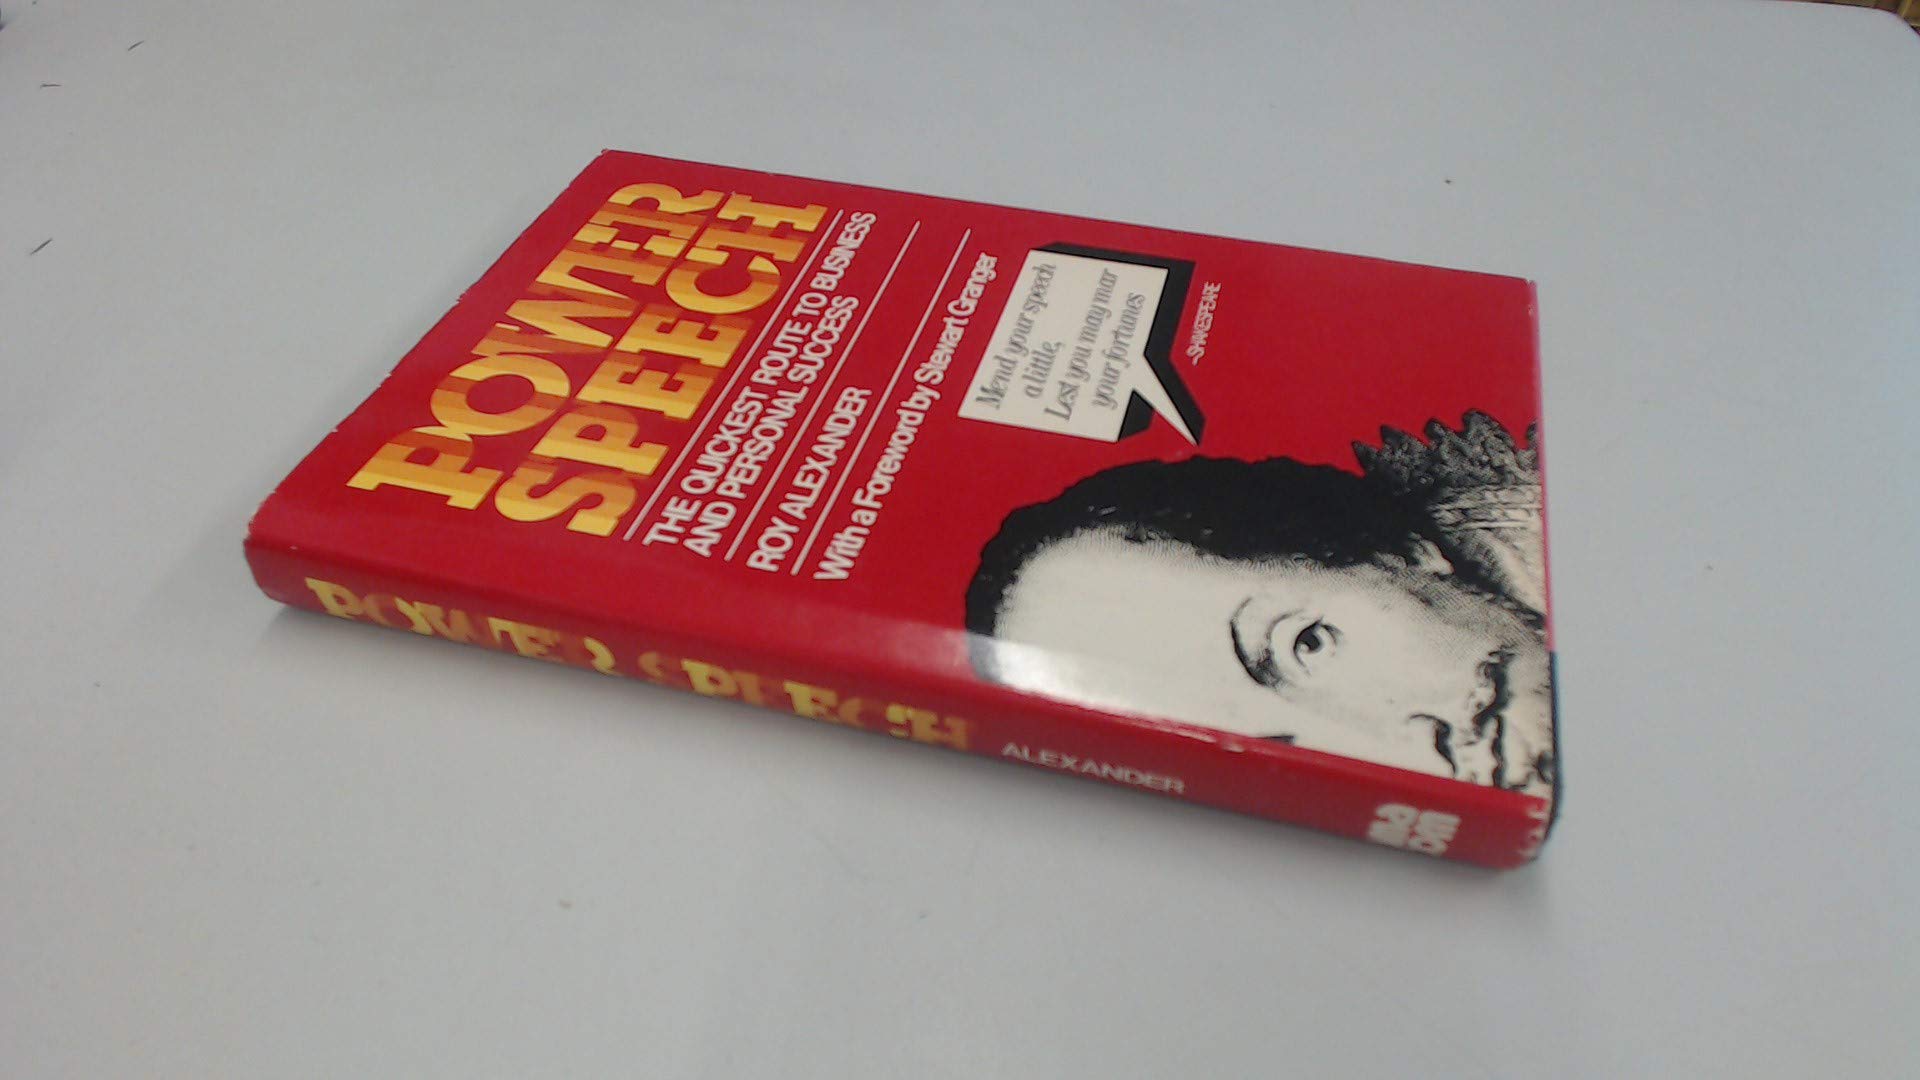 POWER
SPEECH
THE QUICKEST ROUTE TO BUSINESS
AND PERSONAL SUCCESS
ROY ALEXANDER
With a Foreword by Stewart Granger
Mend your speech
a little,
Lest you may mar
your fortunes
–SHAKESPEARE
POWER SPEECH
ALEXANDER